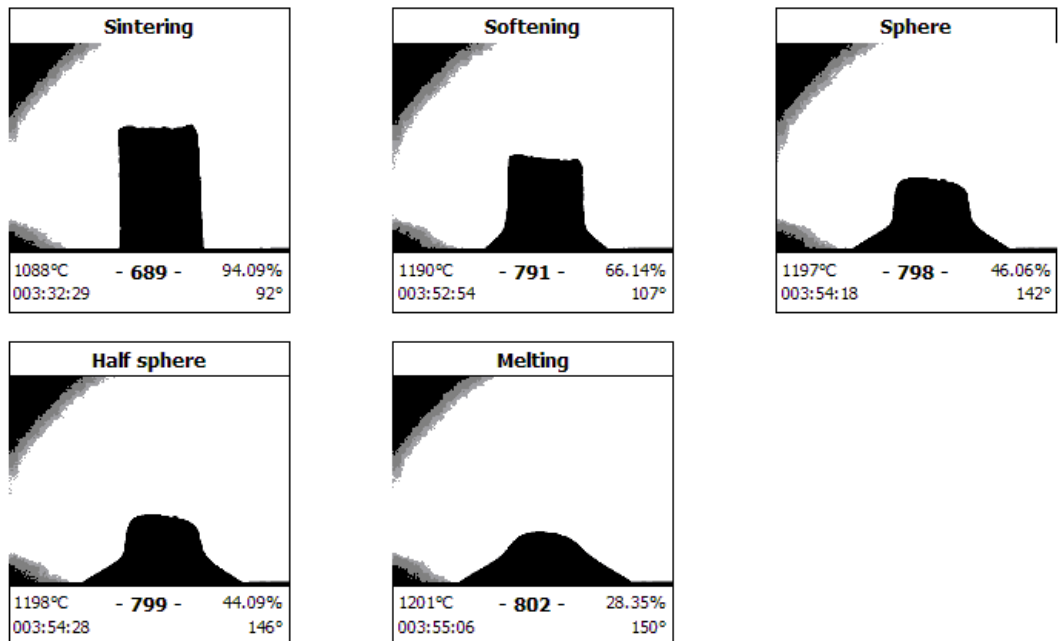 Sintering
1088°C - 689 - 94.09%
003:32:29 92°
Softening
1190°C - 791 - 66.14%
003:52:54 107°
Sphere
1197°C - 798 - 46.06%
003:54:18 142°
Half sphere
1198°C - 799 - 44.09%
003:54:28 146°
Melting
1201°C - 802 - 28.35%
003:55:06 150°